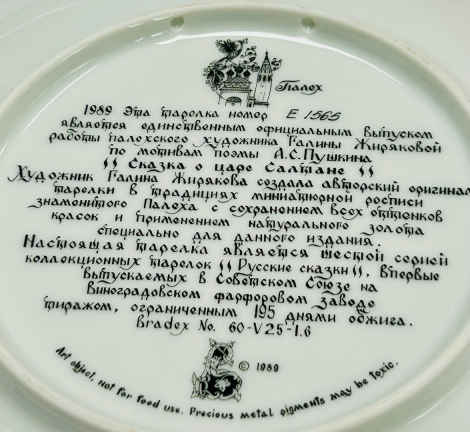 Палех
1989 Эта тарелка номер E 1565
является единственным официальным выпуском
работы палехского художника Галины Жиряковой
по мотивам поэмы А.С.Пушкина
" Сказка о царе Салтане "
Художник Галина Жирякова создала авторский оригинал
тарелки в традициях миниатюрной росписи
знаменитого Палеха с сохранением всех оттенков
красок и применением натурального золота
специально для данного издания.
Настоящая тарелка является шестой серией
коллекционных тарелок " Русские сказки ", впервые
выпускаемых в Советском Союзе на
Виноградовском фарфоровом заводе
тиражом, ограниченным 195 днями обжига.
Bradex No. 60-V25-1.6
© 1989
Art object, not for food use. Precious metal pigments may be toxic.